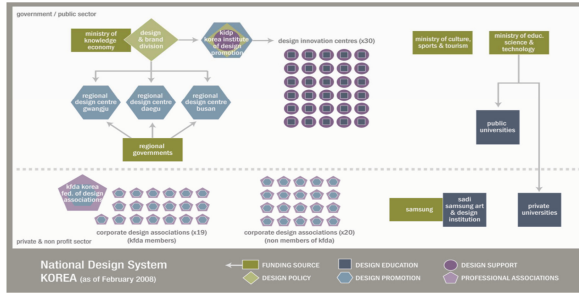 government / public sector
ministry of
knowledge
economy
design
& brand
division
kidp
korea institute
of design
promotion
design innovation centres (x30)
ministry of culture,
sports & tourism
ministry of educ.
science &
technology
regional
design centre
gwangju
regional
design centre
daegu
regional
design centre
busan
public
universities
regional
governments
kfda korea
fed. of design
associations
corporate design associations (x19)
(kfda members)
corporate design associations (x20)
(non members of kfda)
samsung
sadi
samsung art
& design
institution
private
universities
private & non profit sector
National Design System
KOREA (as of February 2008)
FUNDING SOURCE
DESIGN EDUCATION
DESIGN SUPPORT
DESIGN POLICY
DESIGN PROMOTION
PROFESSIONAL ASSOCIATIONS